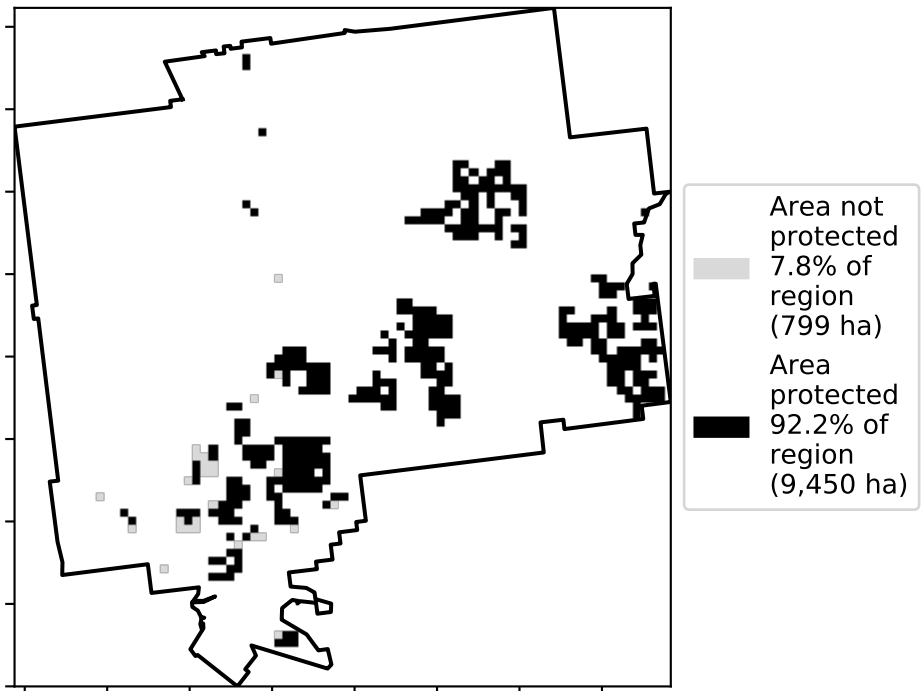 Area not
protected
7.8% of
region
(799 ha)
Area
protected
92.2% of
region
(9,450 ha)